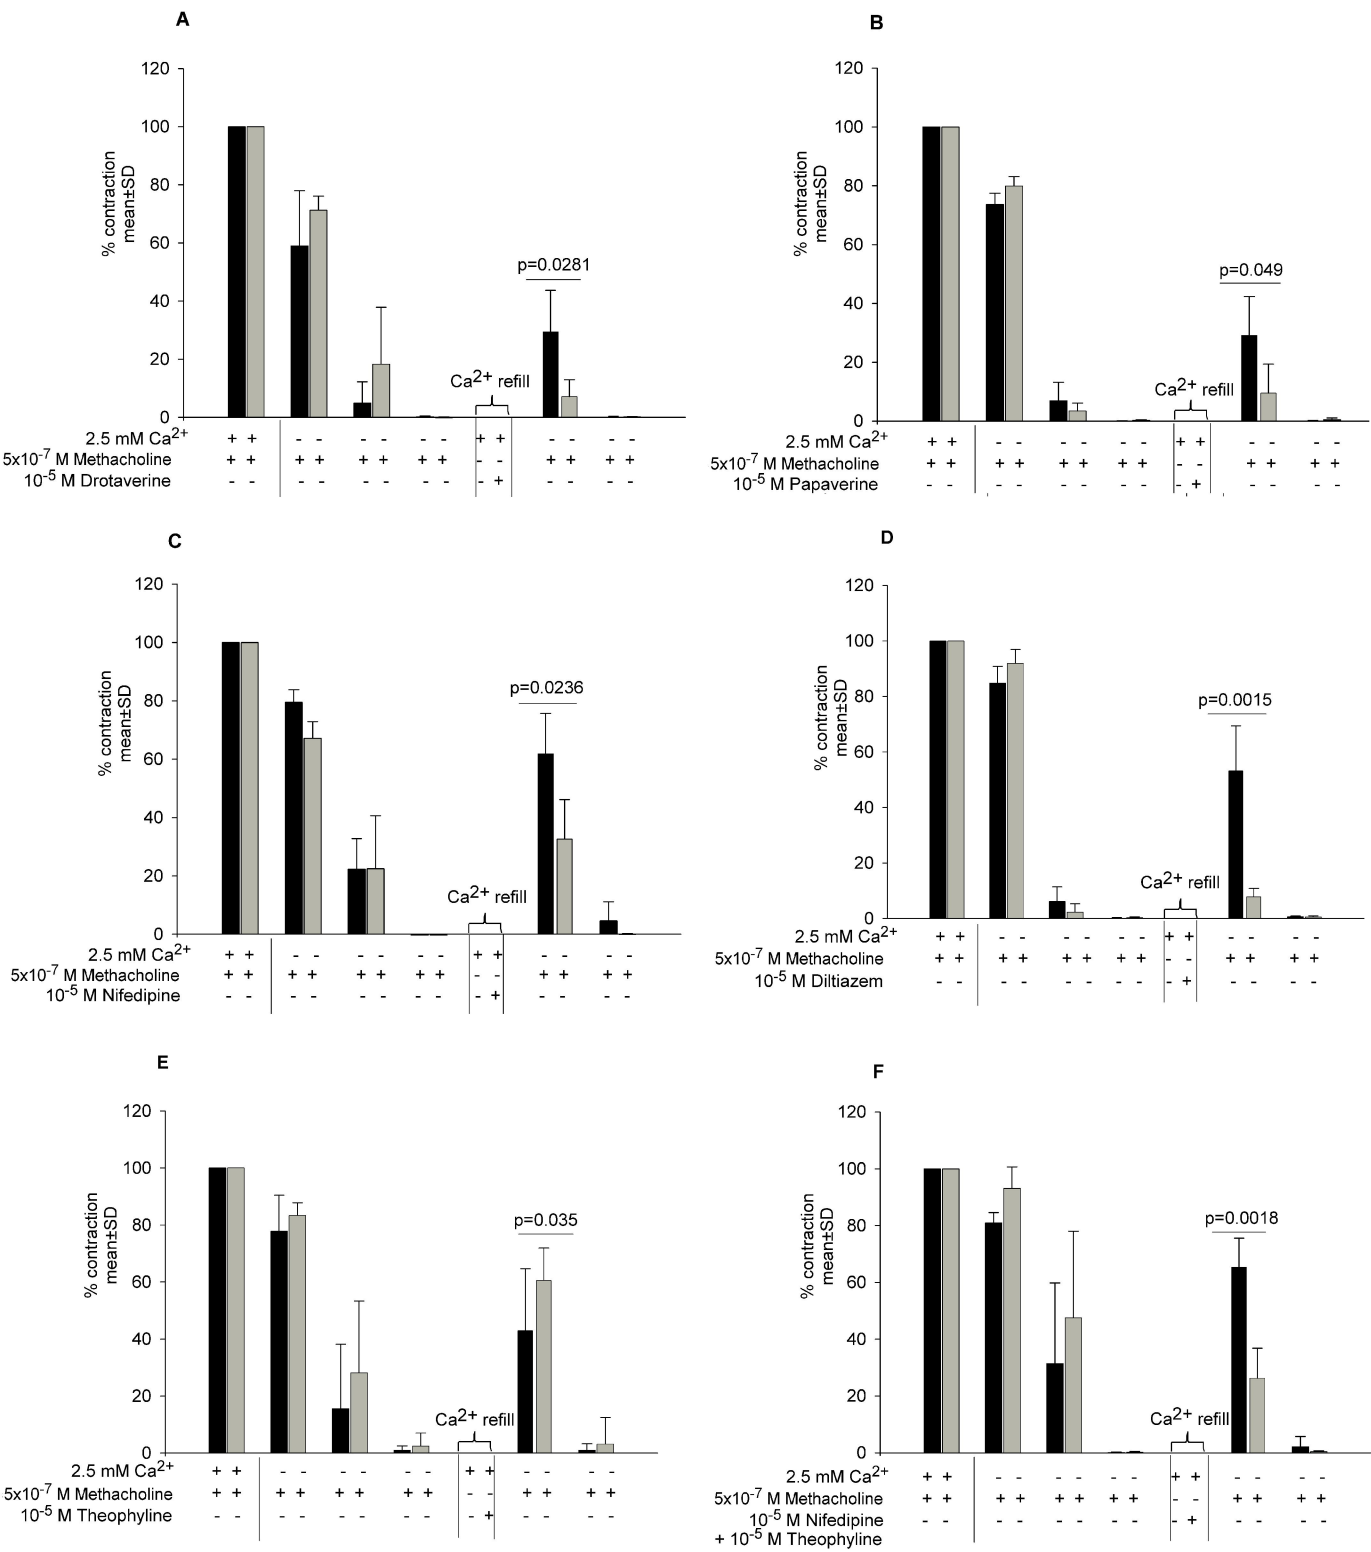 A
120
100
80
60
40
20
0
% contraction
mean±SD
p=0.0281
Ca2+ refill
2.5 mM Ca2+ + + - - - - - - + + - - - -
5x10-7 M Methacholine + + + + + + + + - - + + + +
10-5 M Drotaverine - - - +
B
120
100
80
60
40
20
0
% contraction
mean±SD
p=0.049
Ca2+ refill
2.5 mM Ca2+ + + - - - - - - + + - - - -
5x10-7 M Methacholine + + + + + + + + - - + + + +
10-5 M Papaverine - - - - - - - - - + - - - -
C
120
100
80
60
40
20
0
% contraction
mean±SD
p=0.0236
Ca2+ refill
2.5 mM Ca2+ + + - - - - - - + + - - - -
5x10-7 M Methacholine + + + + + + + + - - + + + +
10-5 M Nifedipine - - - - - - - - - + - - - -
D
120
100
80
60
40
20
0
% contraction
mean±SD
p=0.0015
Ca2+ refill
2.5 mM Ca2+ + + - - - - - - + + - - - -
5x10-7 M Methacholine + + + + + + + + - - + + + +
10-5 M Diltiazem - - - - - - - - - + - - - -
E
120
100
80
60
40
20
0
% contraction
mean±SD
p=0.035
Ca2+ refill
2.5 mM Ca2+ + + - - - - - - + + - - - -
5x10-7 M Methacholine + + + + + + + + - - + + + +
10-5 M Theophyline - - - - - - - - - + - - - -
F
120
100
80
60
40
20
0
% contraction
mean±SD
p=0.0018
Ca2+ refill
2.5 mM Ca2+ + + - - - - - - + + - - - -
5x10-7 M Methacholine + + + + + + + + - - + + + +
10-5 M Nifedipine - - - - - - - - - + - - - -
+ 10-5 M Theophyline